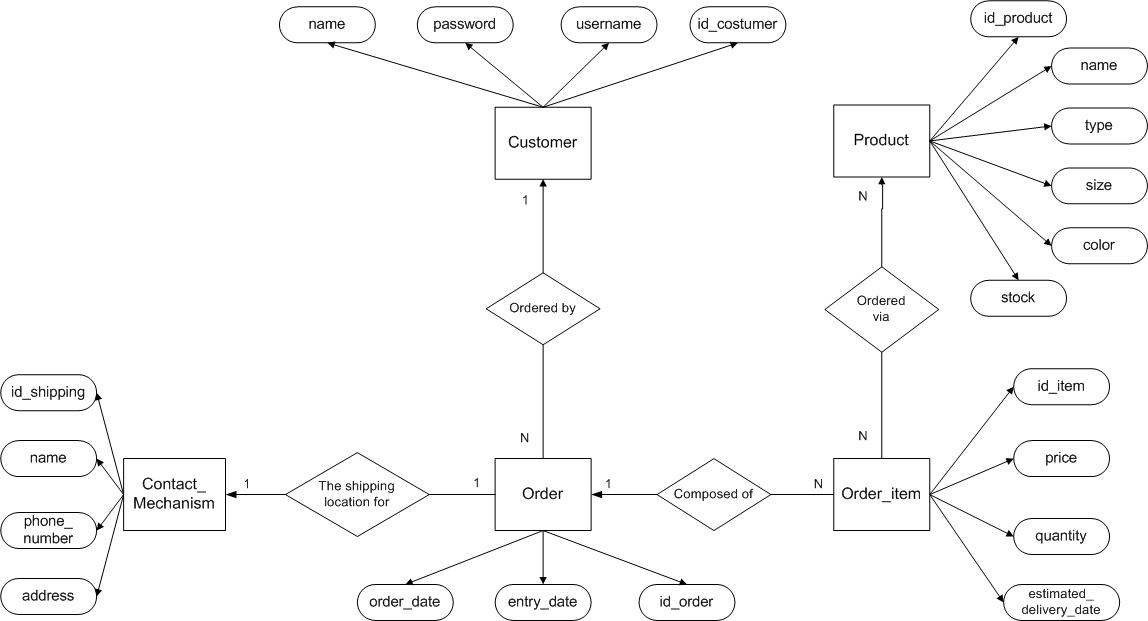 name
password
username
id_costumer
id_product
name
type
size
color
stock
Customer
Product
1
N
Ordered by
Ordered
via
N
N
id_shipping
name
phone_
number
address
Contact_
Mechanism
1
The shipping
location for
1
Order
1
Composed of
N
Order_item
id_item
price
quantity
estimated_
delivery_date
order_date
entry_date
id_order